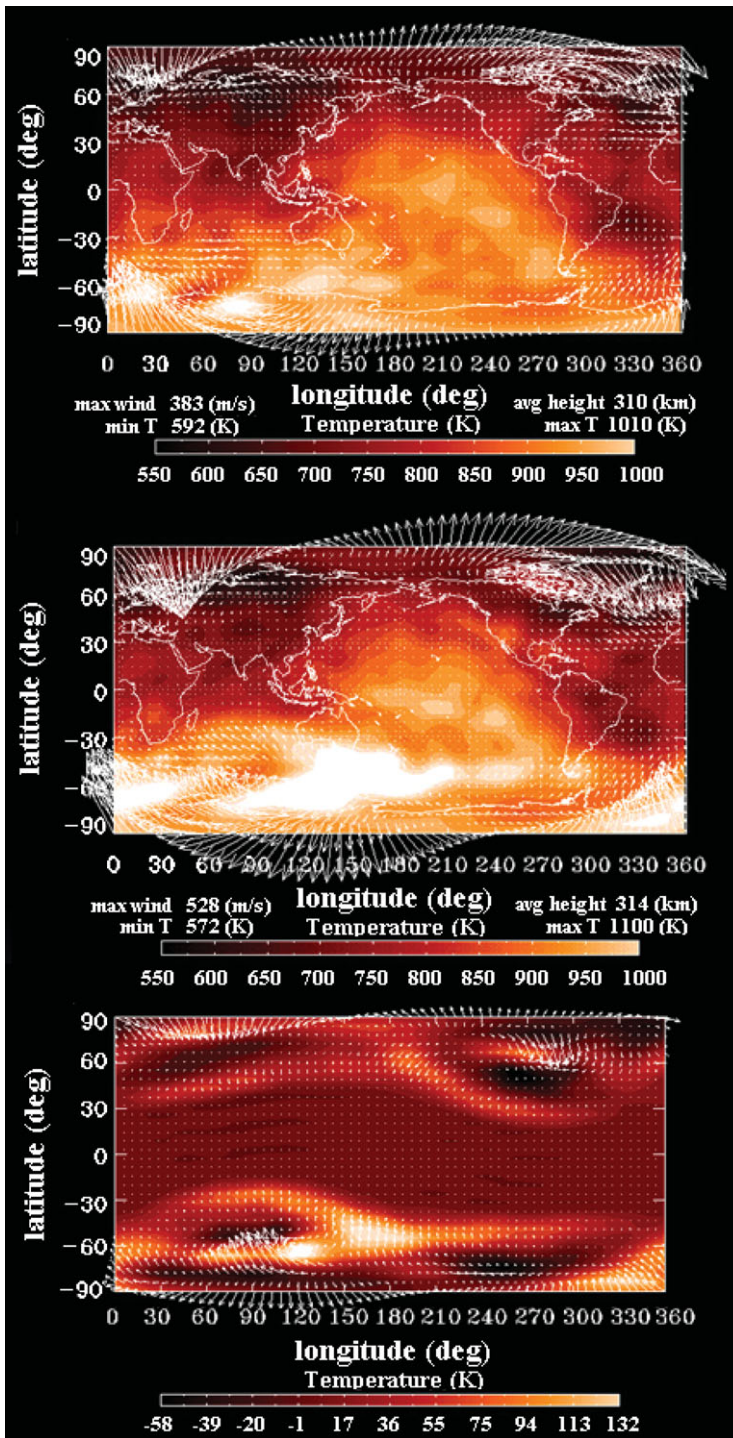 90
60
30
0
−30
−60
−90
latitude (deg)
0 30 60 90 120 150 180 210 240 270 300 330 360
longitude (deg)
max wind 383 (m/s)
min T 592 (K)
Temperature (K)
avg height 310 (km)
max T 1010 (K)
550 600 650 700 750 800 850 900 950 1000
90
60
30
0
−30
−60
−90
latitude (deg)
0 30 60 90 120 150 180 210 240 270 300 330 360
longitude (deg)
max wind 528 (m/s)
min T 572 (K)
Temperature (K)
avg height 314 (km)
max T 1100 (K)
550 600 650 700 750 800 850 900 950 1000
90
60
30
0
−30
−60
−90
latitude (deg)
0 30 60 90 120 150 180 210 240 270 300 330 360
longitude (deg)
Temperature (K)
-58 -39 -20 -1 17 36 55 75 94 113 132